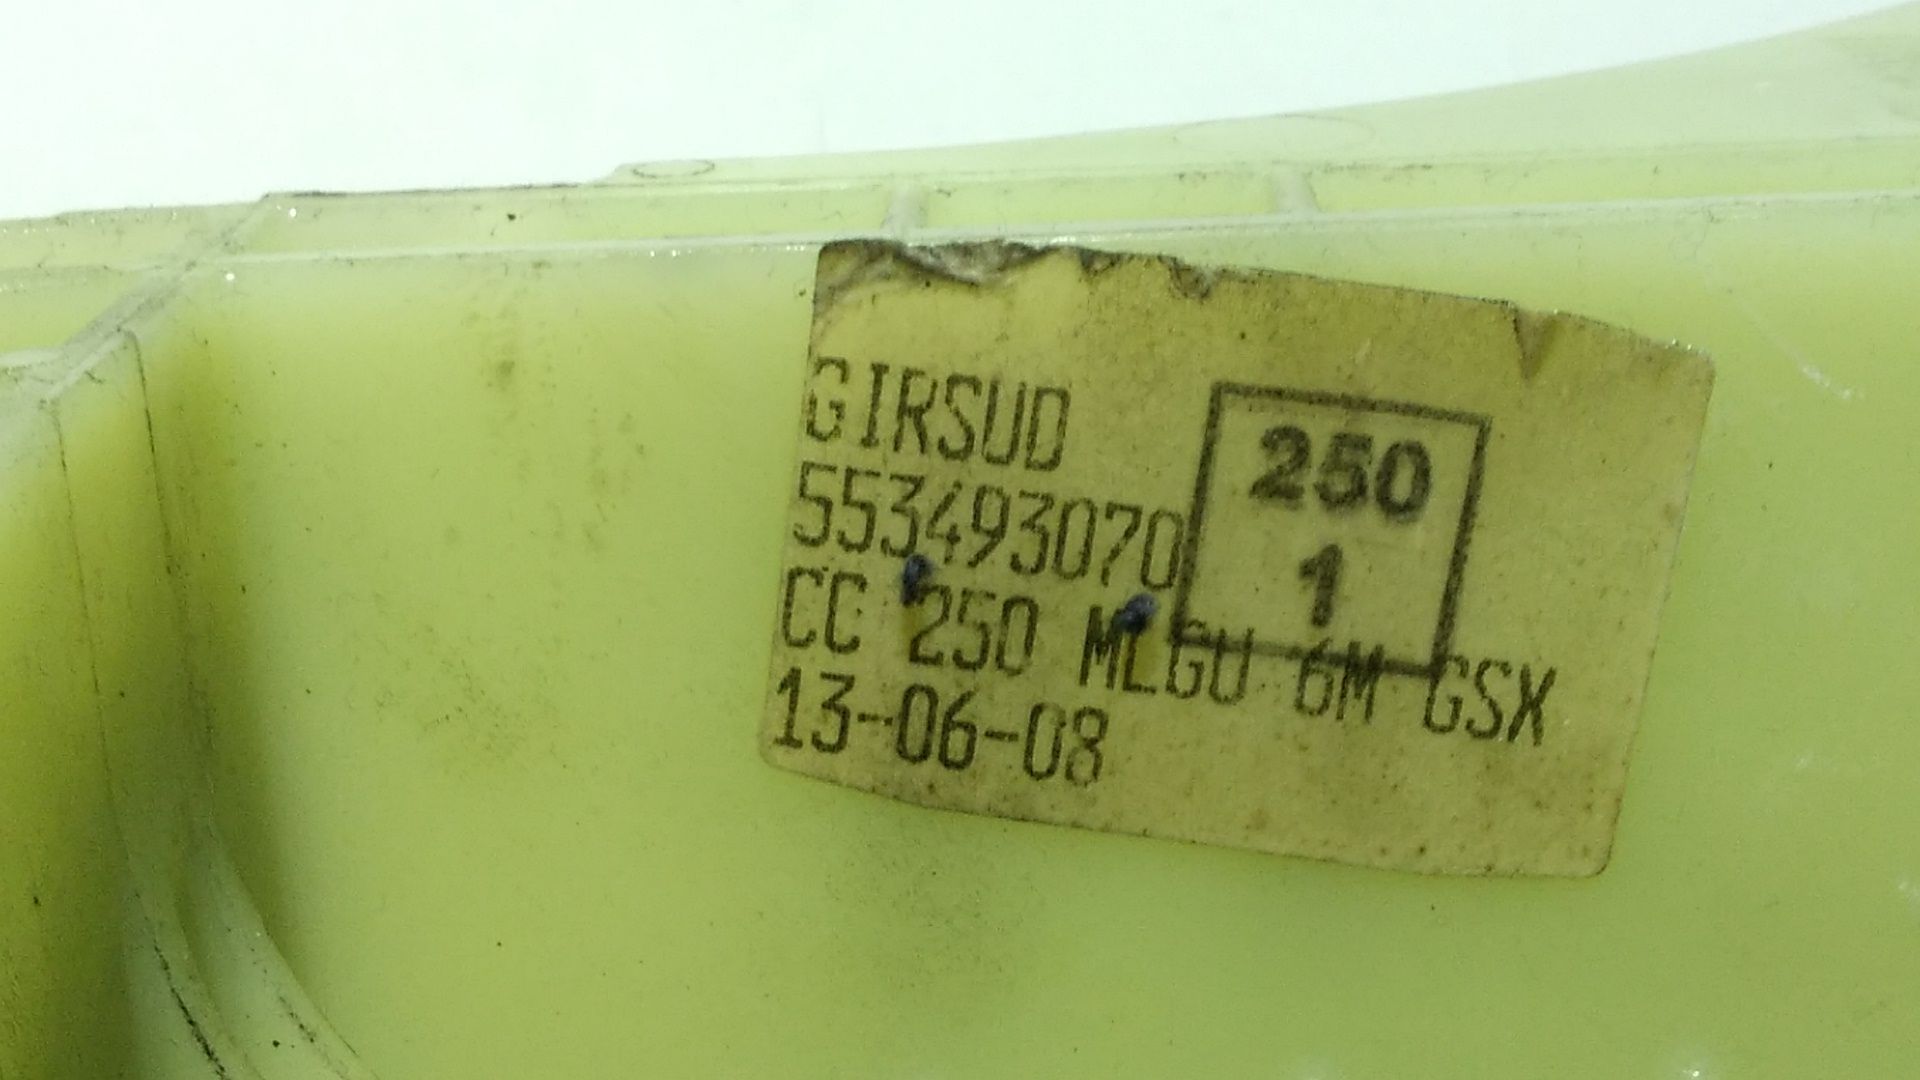 GIRSUD
553493070
250
1
CC 250 MLGU 6M GSX
13-06-08